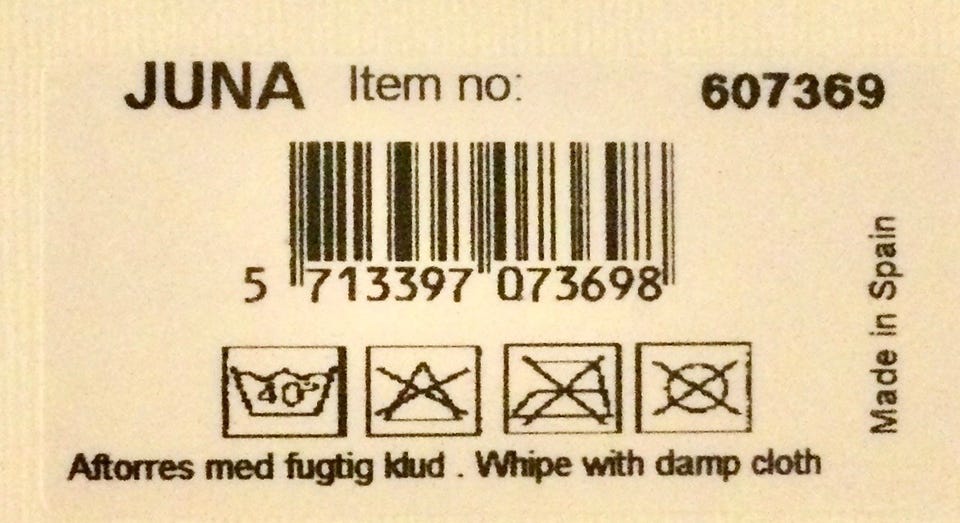 JUNA Item no: 607369
5 713397 073698
40°
Aftorres med fugtig klud . Whipe with damp cloth
Made in Spain